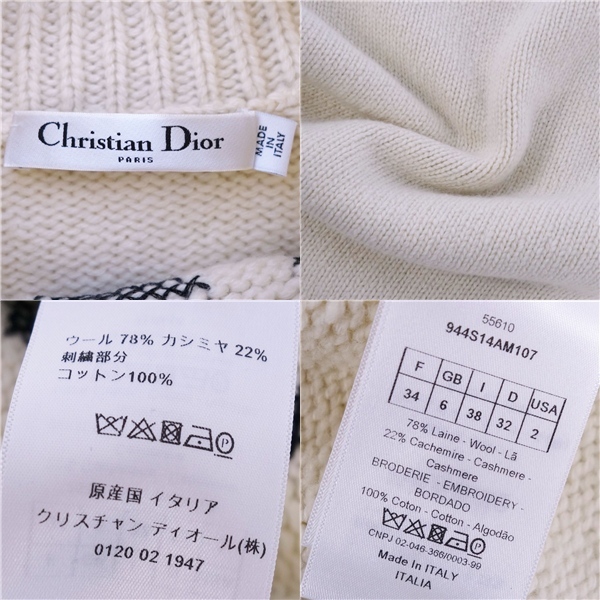 Christian Dior
PARIS
MADE
IN
ITALY
ウール 78% カシミヤ 22%
刺繍部分
コットン100%
原産国 イタリア
クリスチャン ディオール(株)
0120 02 1947
55610
944S14AM107
F GB I D USA
34 6 38 32 2
78% Laine - Wool - Lã
22% Cachemire - Cashmere -
Cashmere
BRODERIE - EMBROIDERY -
BORDADO
100% Coton - Cotton - Algodão
CNPJ 02-046-366/0003-99
Made In ITALY
ITALIA